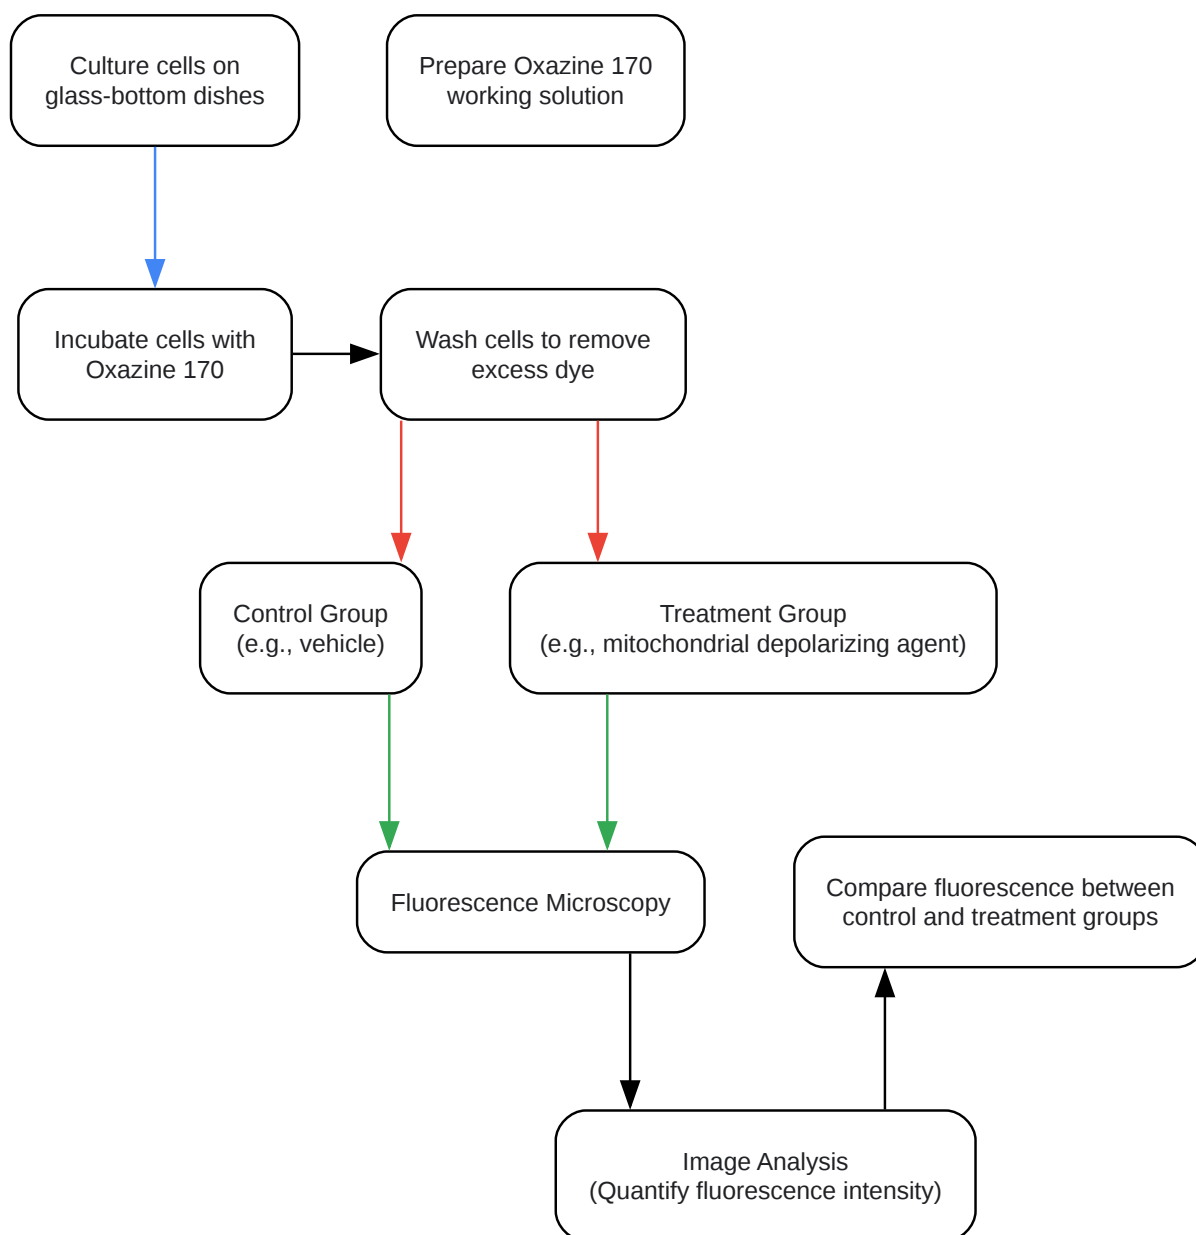 Culture cells on
glass-bottom dishes
Prepare Oxazine 170
working solution
Incubate cells with
Oxazine 170
Wash cells to remove
excess dye
Control Group
(e.g., vehicle)
Treatment Group
(e.g., mitochondrial depolarizing agent)
Fluorescence Microscopy
Compare fluorescence between
control and treatment groups
Image Analysis
(Quantify fluorescence intensity)